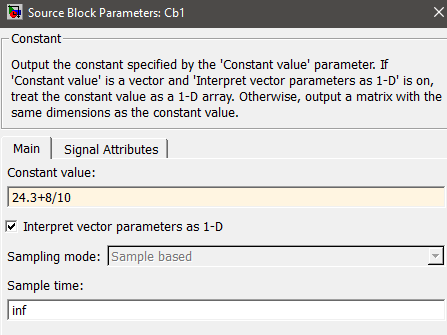 Source Block Parameters: Cb1
Constant
Output the constant specified by the 'Constant value' parameter. If
'Constant value' is a vector and 'Interpret vector parameters as 1-D' is on,
treat the constant value as a 1-D array. Otherwise, output a matrix with the
same dimensions as the constant value.
Main Signal Attributes
Constant value:
24.3+8/10
Interpret vector parameters as 1-D
Sampling mode: Sample based
Sample time:
inf